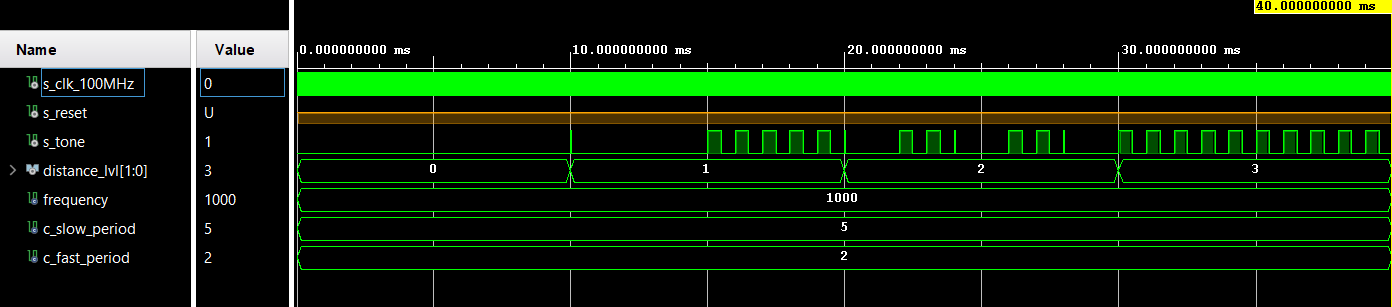 40.000000000 ms
Name Value
0.000000000 ms 10.000000000 ms 20.000000000 ms 30.000000000 ms
s_clk_100MHz 0
s_reset U
s_tone 1
distance_lvl[1:0] 3 0 1 2 3
frequency 1000 1000
c_slow_period 5 5
c_fast_period 2 2